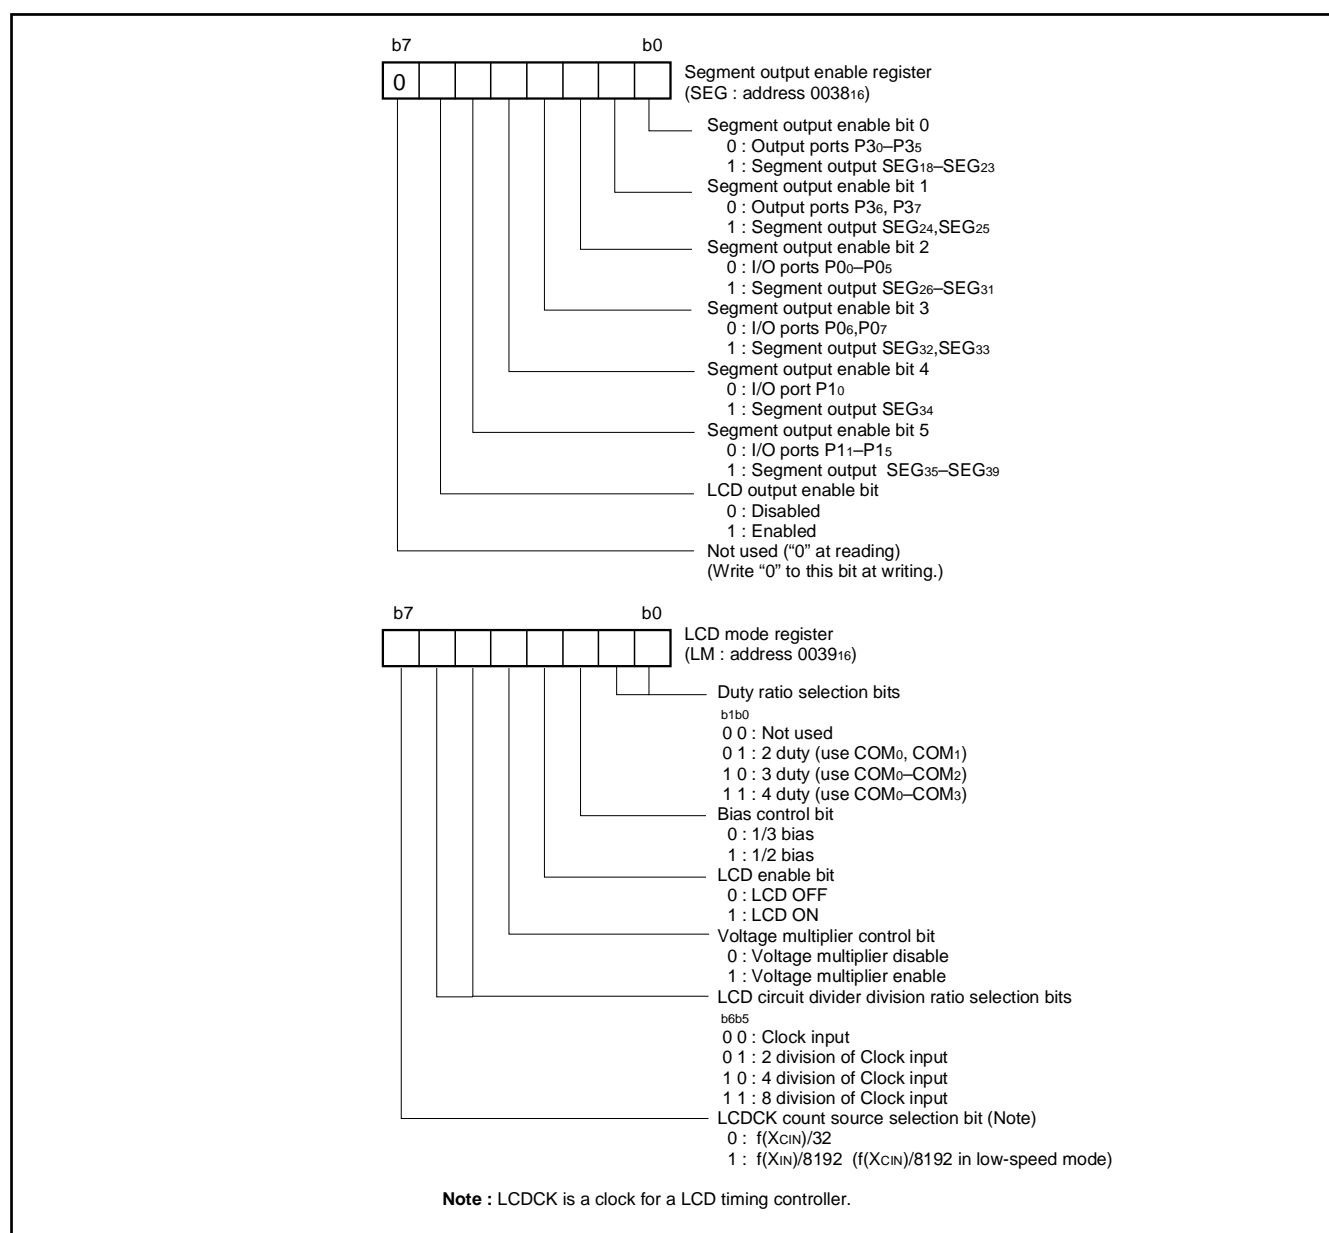 b7 b0
0
Segment output enable register
(SEG : address 003816)
Segment output enable bit 0
0 : Output ports P30–P35
1 : Segment output SEG18–SEG23
Segment output enable bit 1
0 : Output ports P36, P37
1 : Segment output SEG24,SEG25
Segment output enable bit 2
0 : I/O ports P00–P05
1 : Segment output SEG26–SEG31
Segment output enable bit 3
0 : I/O ports P06,P07
1 : Segment output SEG32,SEG33
Segment output enable bit 4
0 : I/O port P10
1 : Segment output SEG34
Segment output enable bit 5
0 : I/O ports P11–P15
1 : Segment output SEG35–SEG39
LCD output enable bit
0 : Disabled
1 : Enabled
Not used (“0” at reading)
(Write “0” to this bit at writing.)
b7 b0
LCD mode register
(LM : address 003916)
Duty ratio selection bits
b1b0
0 0 : Not used
0 1 : 2 duty (use COM0, COM1)
1 0 : 3 duty (use COM0–COM2)
1 1 : 4 duty (use COM0–COM3)
Bias control bit
0 : 1/3 bias
1 : 1/2 bias
LCD enable bit
0 : LCD OFF
1 : LCD ON
Voltage multiplier control bit
0 : Voltage multiplier disable
1 : Voltage multiplier enable
LCD circuit divider division ratio selection bits
b6b5
0 0 : Clock input
0 1 : 2 division of Clock input
1 0 : 4 division of Clock input
1 1 : 8 division of Clock input
LCDCK count source selection bit (Note)
0 : f(XCIN)/32
1 : f(XIN)/8192 (f(XCIN)/8192 in low-speed mode)
Note : LCDCK is a clock for a LCD timing controller.